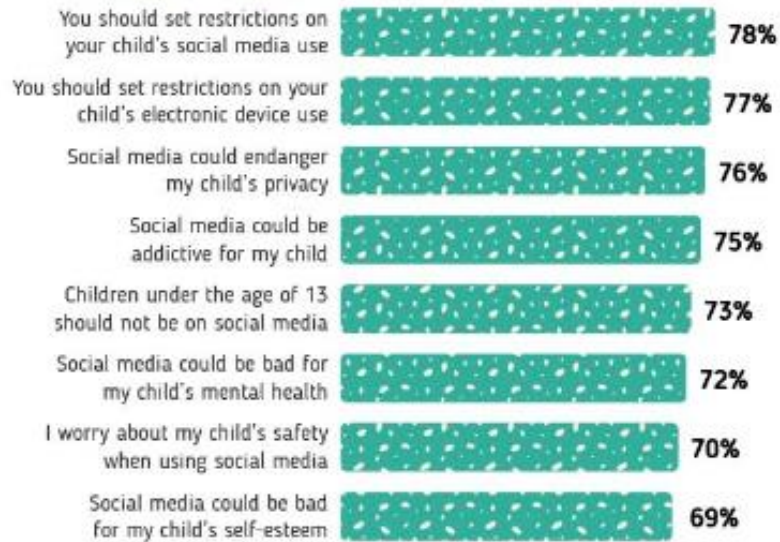 You should set restrictions on
your child's social media use
78%
You should set restrictions on your
child's electronic device use
77%
Social media could endanger
my child's privacy
76%
Social media could be
addictive for my child
75%
Children under the age of 13
should not be on social media
73%
Social media could be bad for
my child's mental health
72%
I worry about my child's safety
when using social media
70%
Social media could be bad
for my child's self-esteem
69%